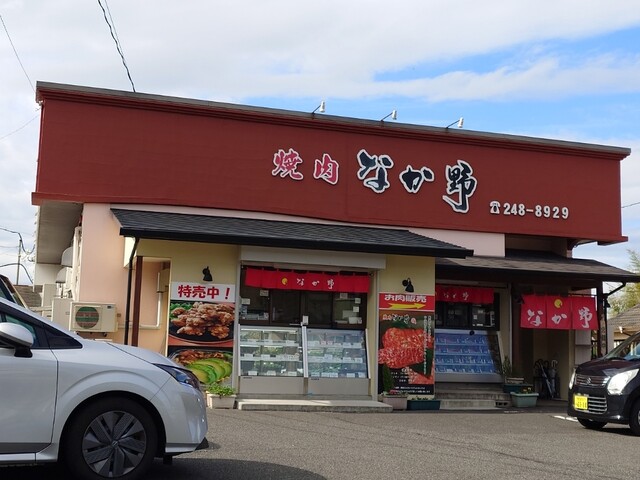 焼肉 なか野
☎248-8929
特売中！
お肉販売
なか野